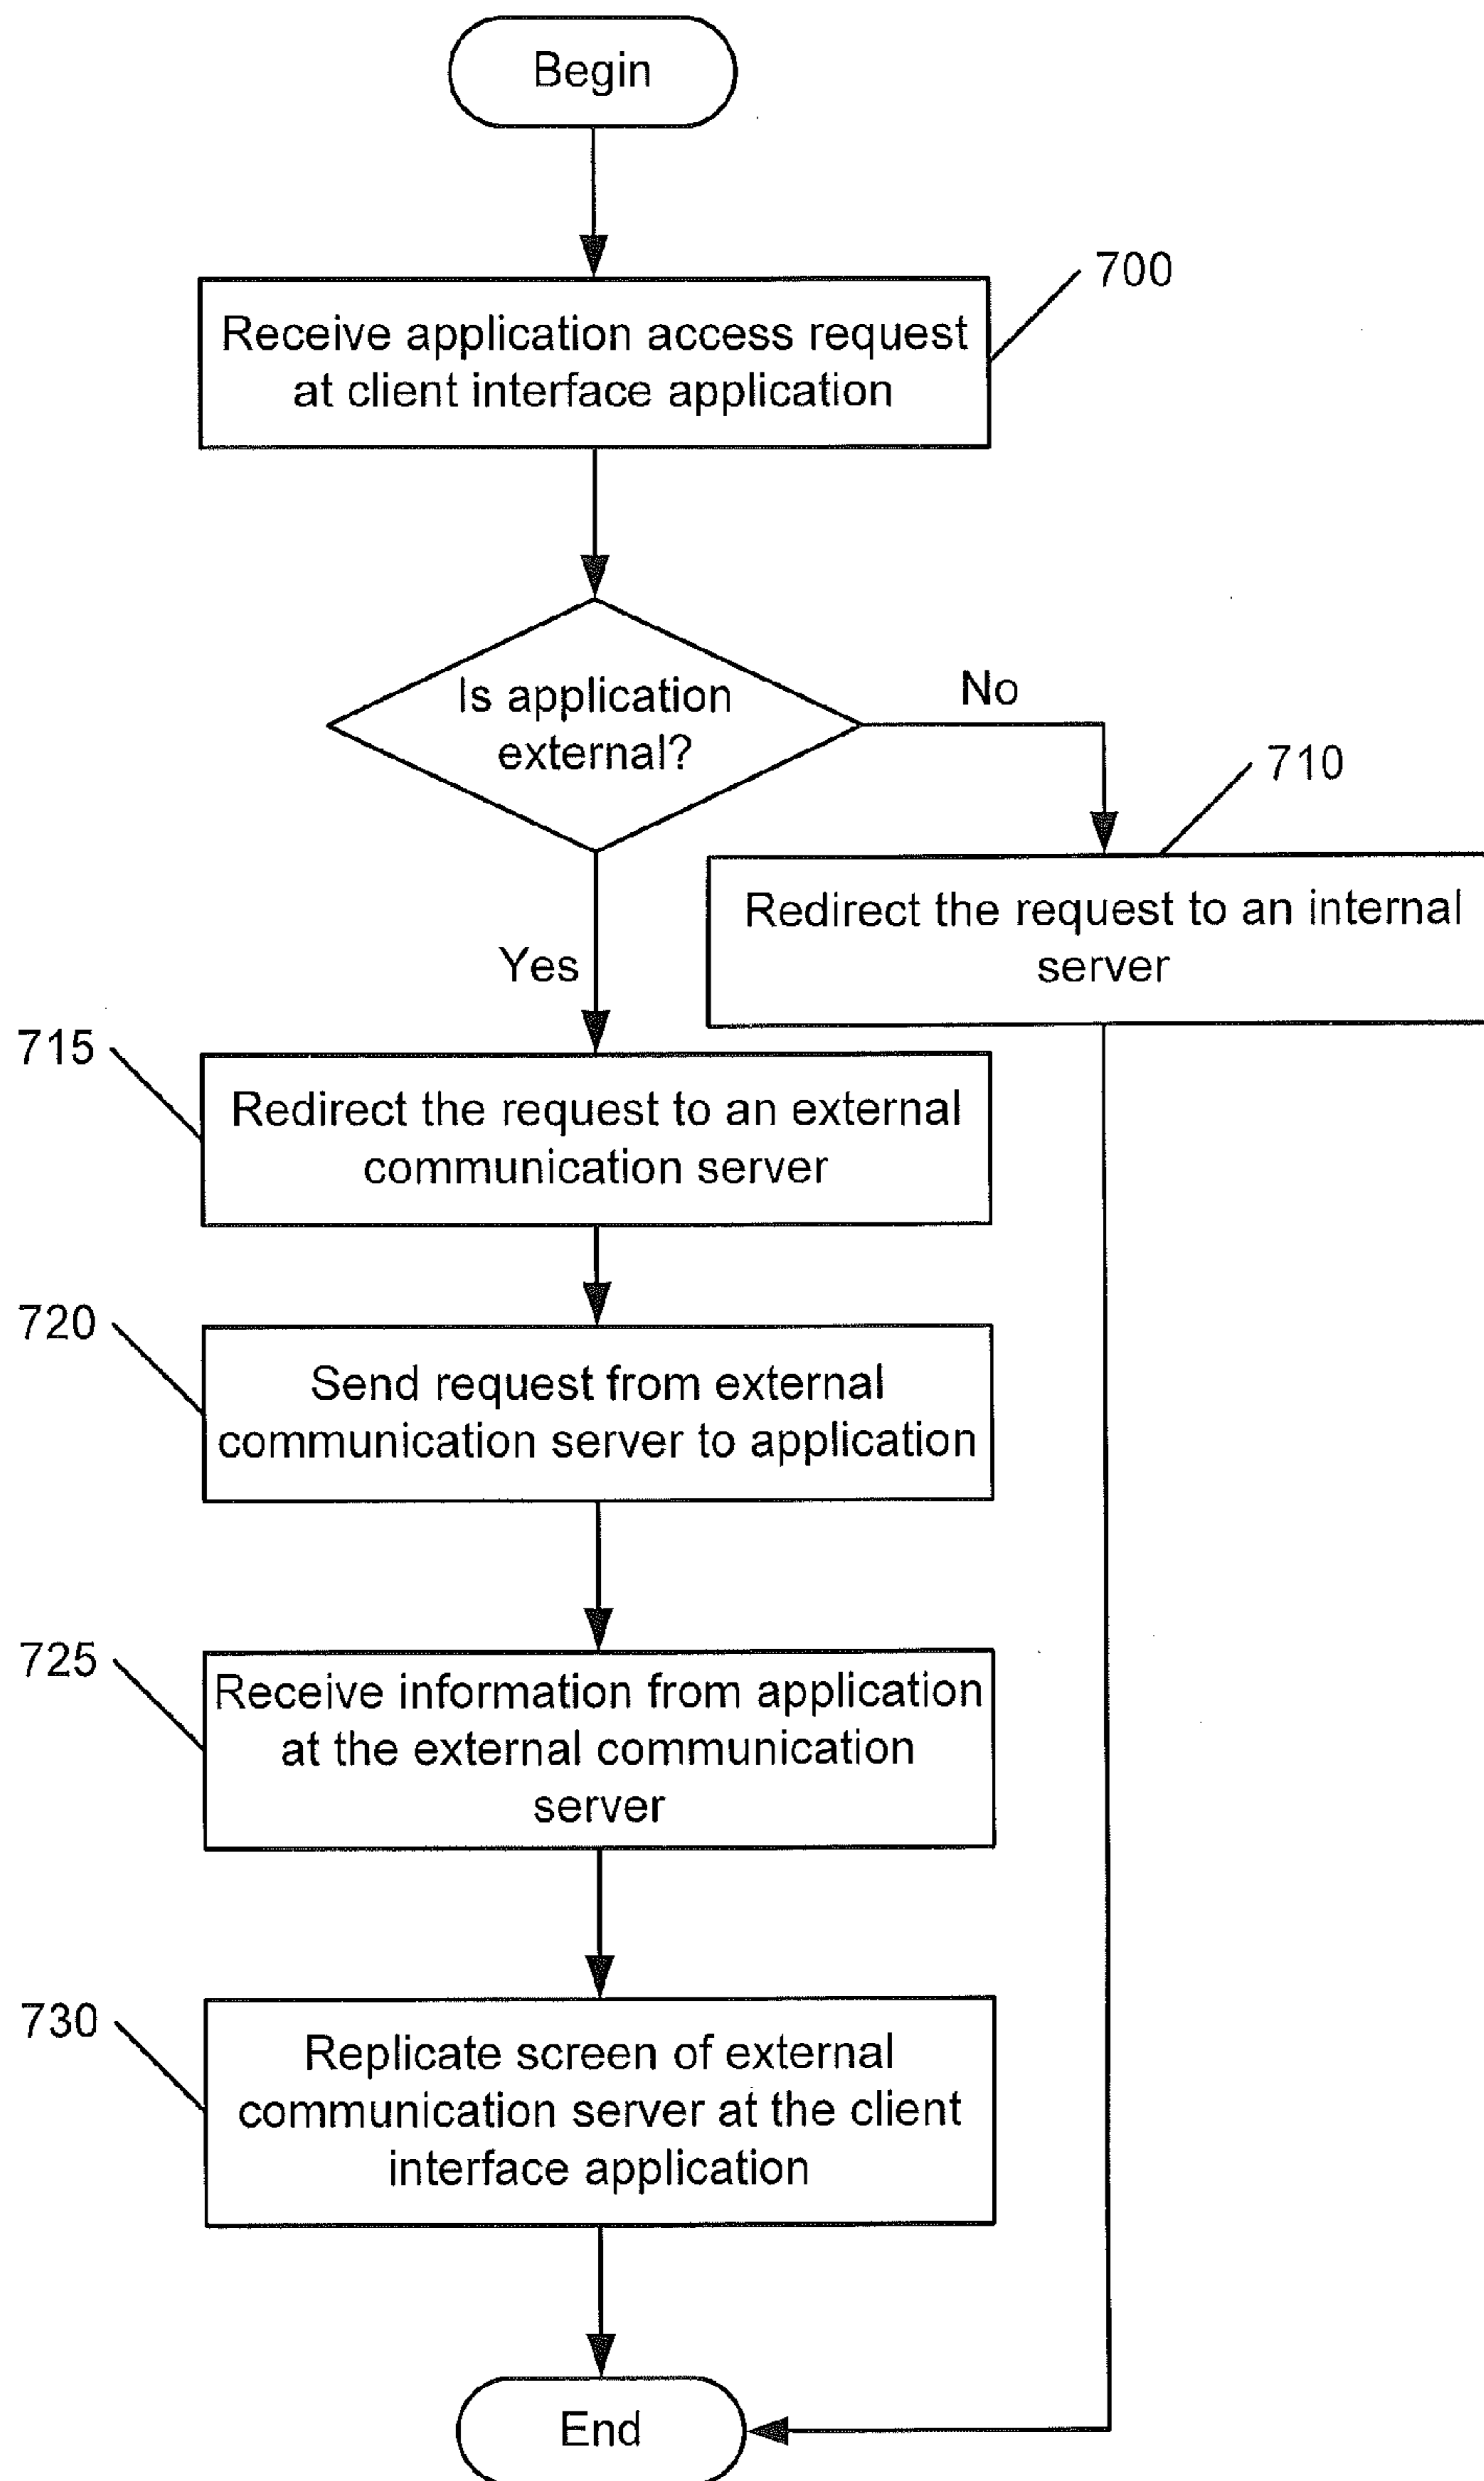 Begin
700
Receive application access request
at client interface application
Is application
external?
No
710
Redirect the request to an internal
server
Yes
715
Redirect the request to an external
communication server
720
Send request from external
communication server to application
725
Receive information from application
at the external communication
server
730
Replicate screen of external
communication server at the client
interface application
End